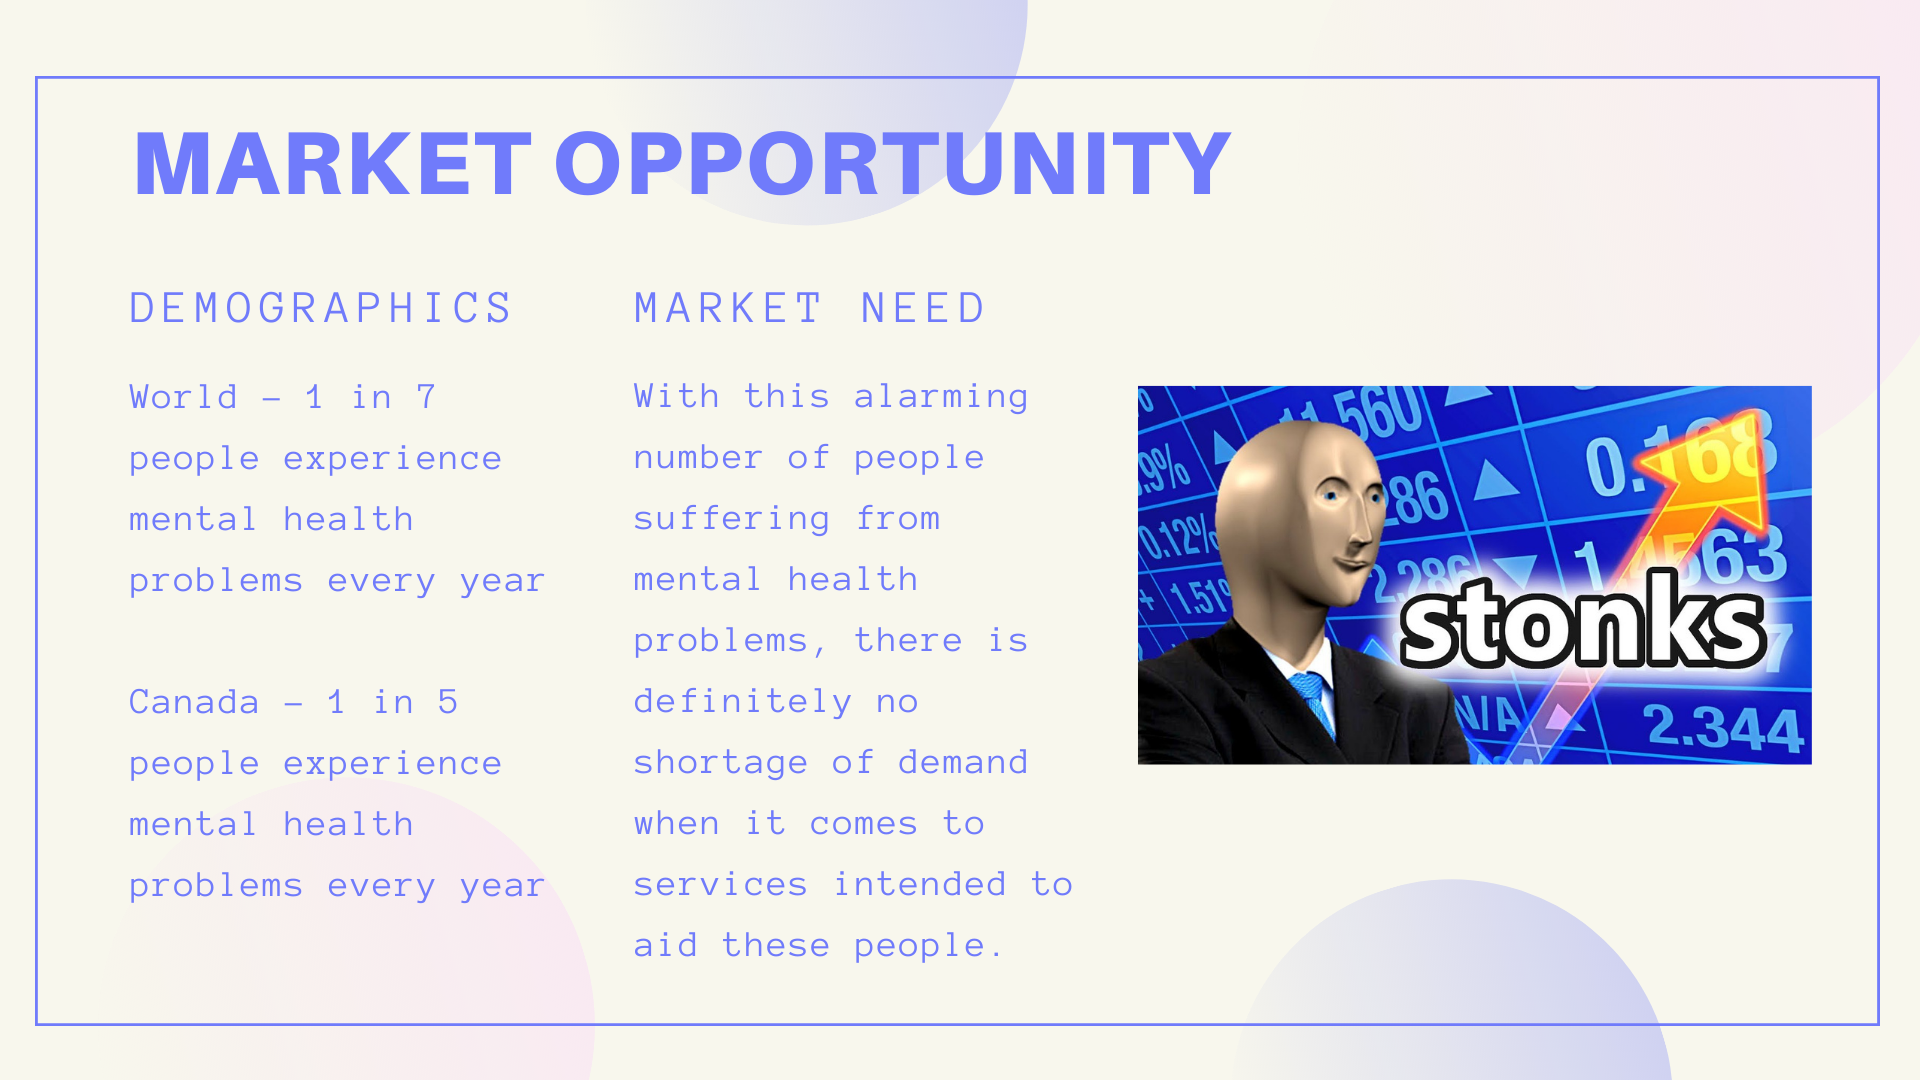 MARKET OPPORTUNITY
DEMOGRAPHICS
World – 1 in 7
people experience
mental health
problems every year
Canada – 1 in 5
people experience
mental health
problems every year
MARKET NEED
With this alarming
number of people
suffering from
mental health
problems, there is
definitely no
shortage of demand
when it comes to
services intended to
aid these people.
11,560
.9%
286
0.168
0.12%
2.286
+ 1.51
stonks
N/A
2.344